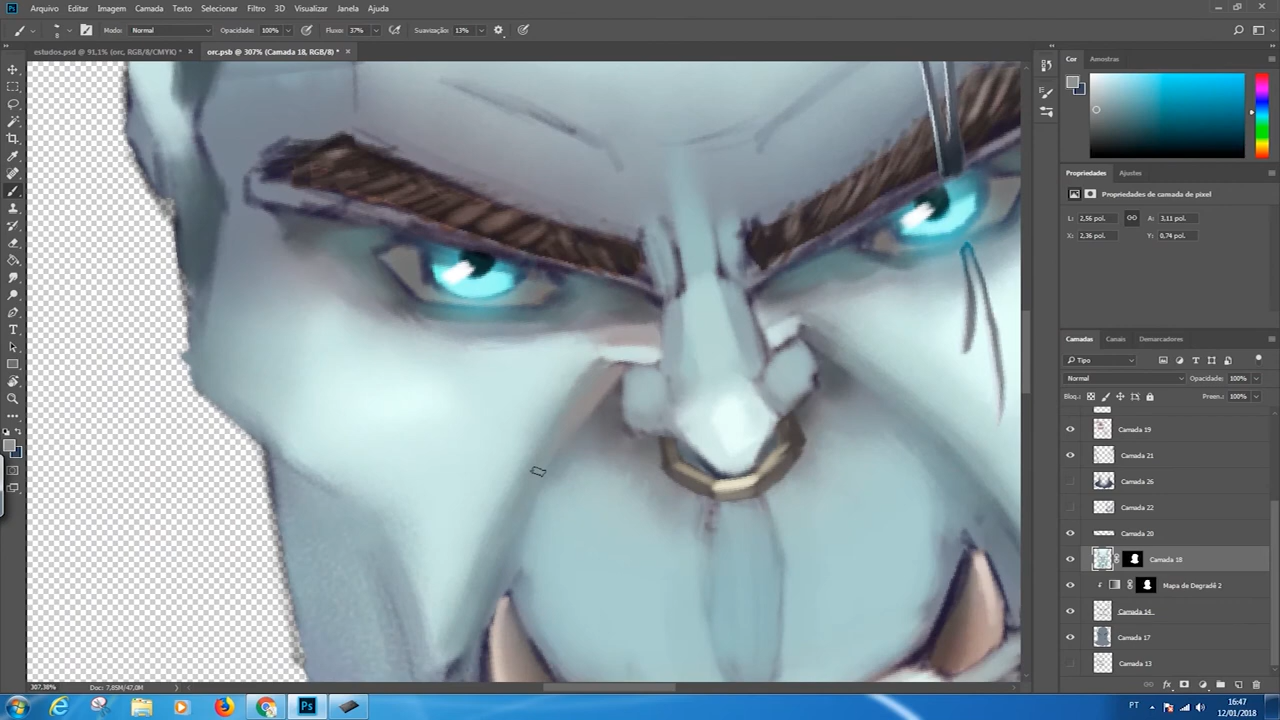 Arquivo Editar Imagem Camada Texto Selecionar Filtro 3D Visualizar Janela Ajuda
8 Modo: Normal Opacidade: 100% Fluxo: 37% Suavização: 13%
estudos.psd @ 91,1% (orc, RGB/8/CMYK) * × orc.psb @ 307% (Camada 18, RGB/8) * ×
Cor Amostras
Propriedades Ajustes
Propriedades de camada de pixel
L: 2,56 pol. A: 3,11 pol.
X: 2,36 pol. Y: 0,74 pol.
Camadas Canais Demarcadores
Tipo
Normal Opacidade: 100%
Bloq.: Preen.: 100%
Camada 19
Camada 21
Camada 26
Camada 22
Camada 20
Camada 18
Mapa de Degradê 2
Camada 14
Camada 17
Camada 13
307,38% Doc: 7,85M/47,0M
fx
Ps
PT
16:47
12/01/2018